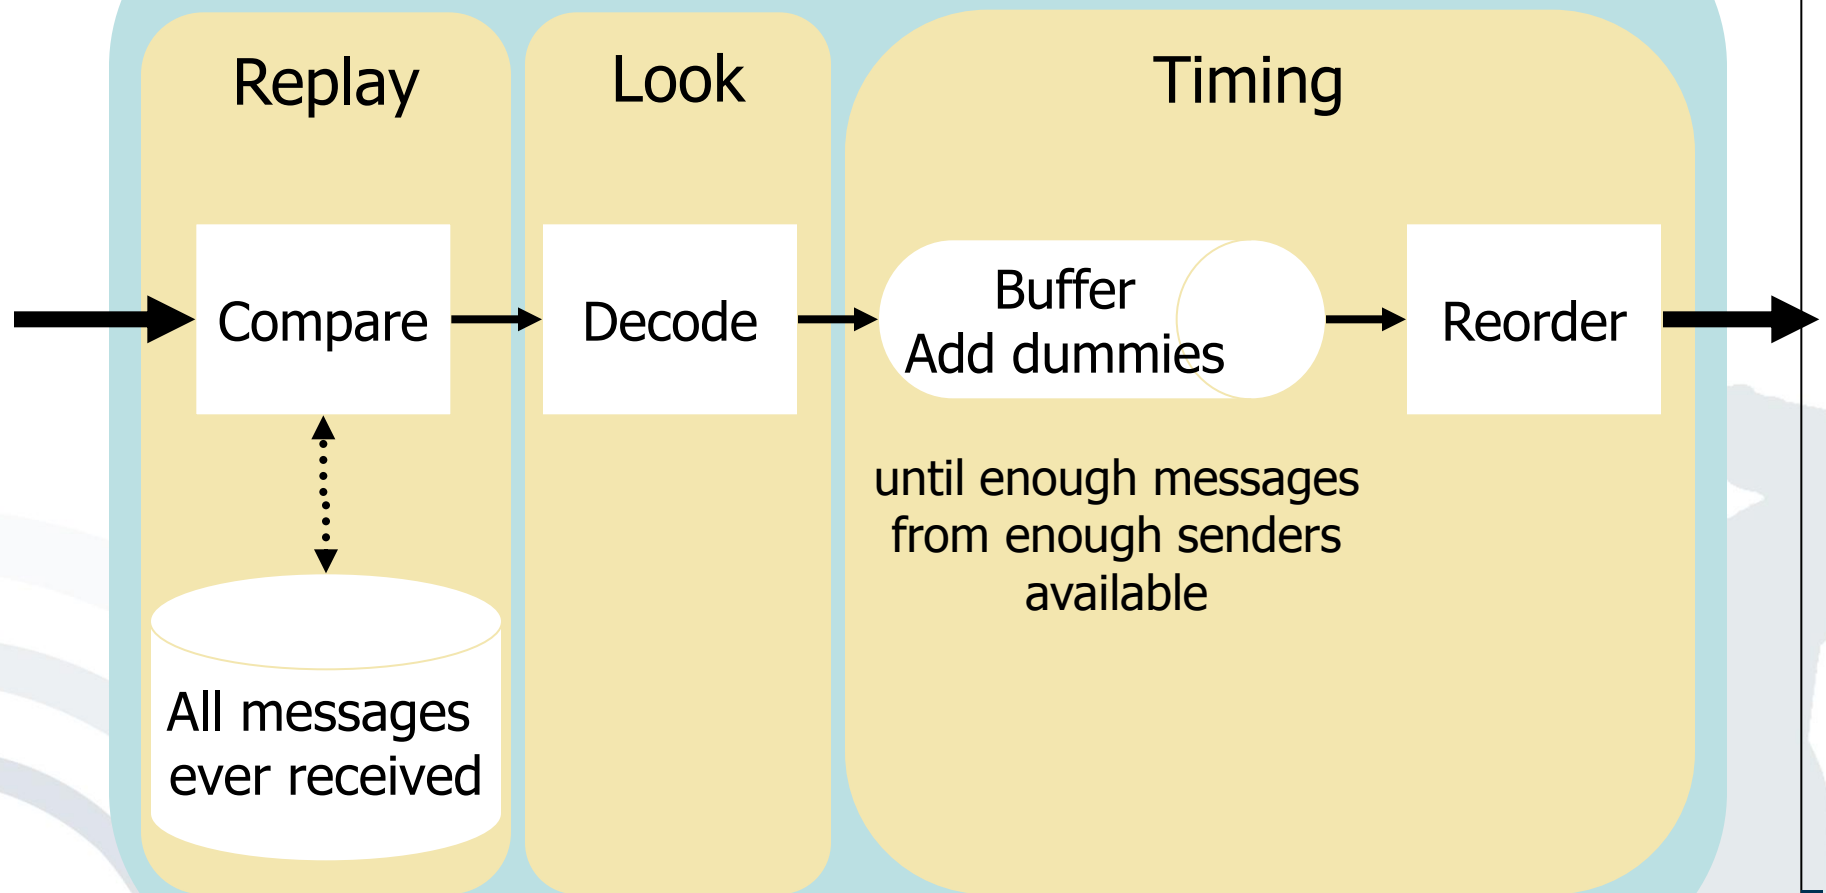 Replay
Look
Timing
Compare
Decode
Buffer
Add dummies
Reorder
until enough messages
from enough senders
available
All messages
ever received